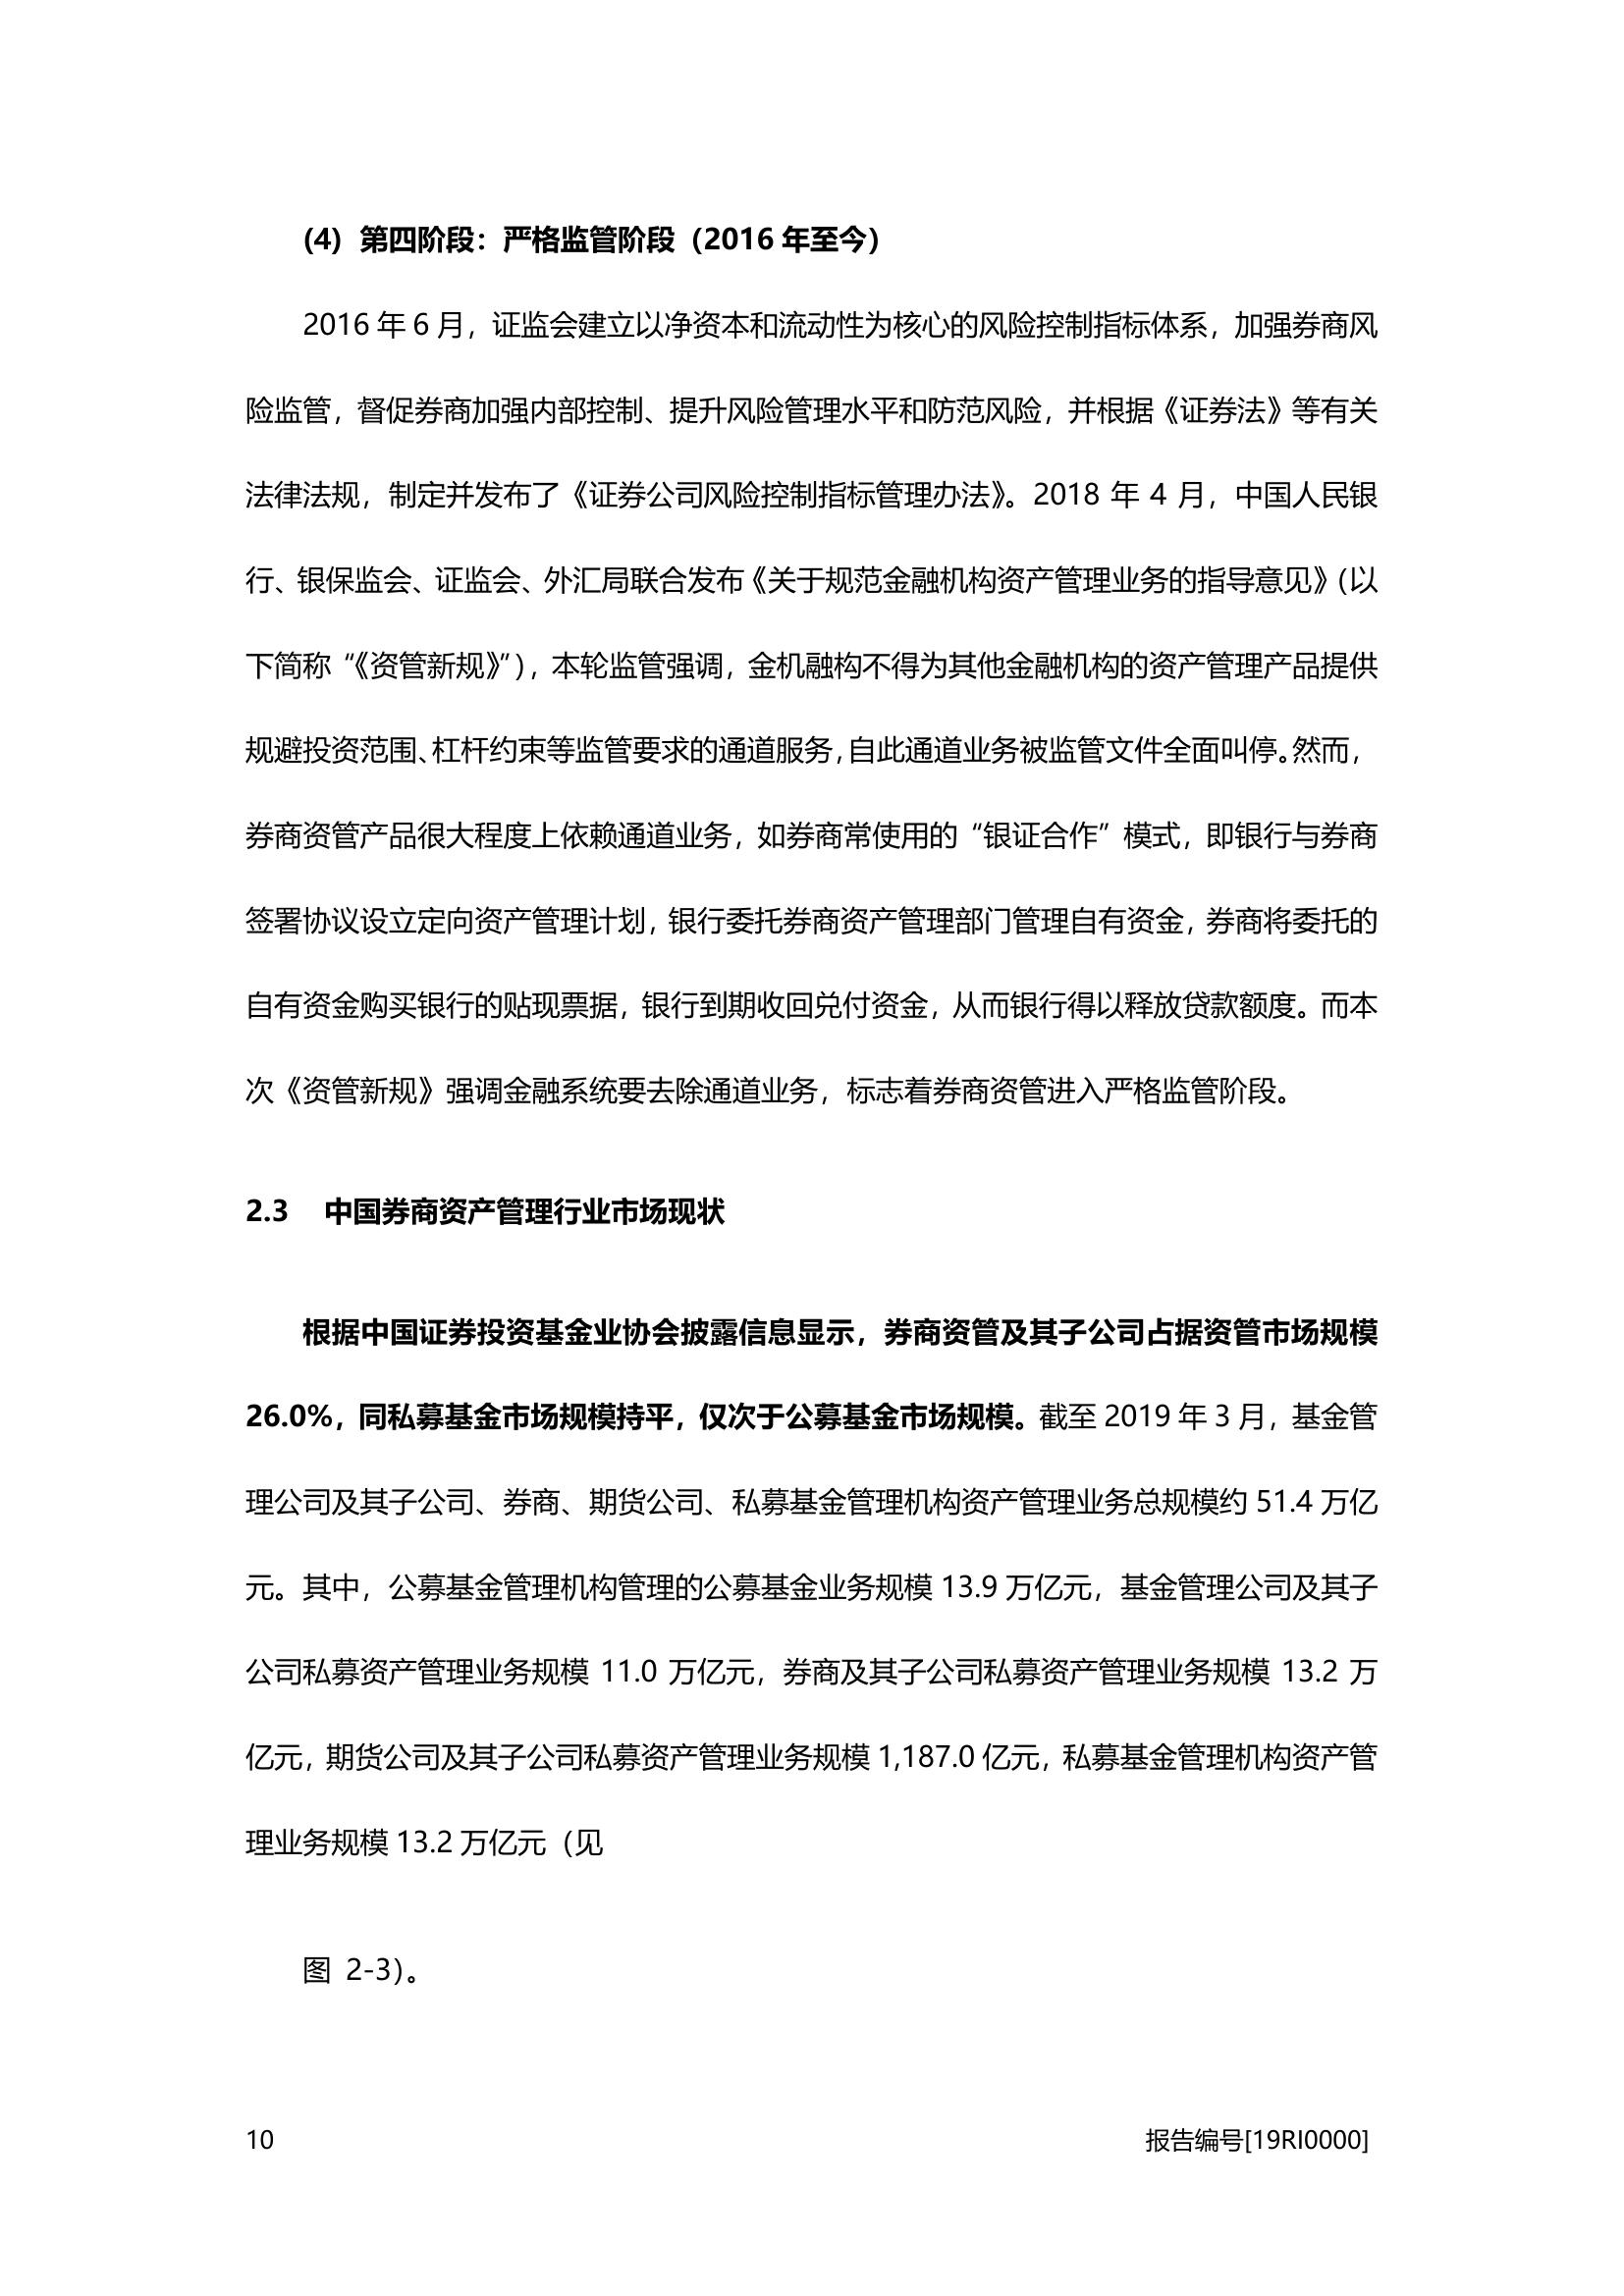 (4) 第四阶段：严格监管阶段（2016 年至今）
2016 年 6 月，证监会建立以净资本和流动性为核心的风险控制指标体系，加强券商风
险监管，督促券商加强内部控制、提升风险管理水平和防范风险，并根据《证券法》等有关
法律法规，制定并发布了《证券公司风险控制指标管理办法》。2018 年 4 月，中国人民银
行、银保监会、证监会、外汇局联合发布《关于规范金融机构资产管理业务的指导意见》（以
下简称“《资管新规》”），本轮监管强调，金机融构不得为其他金融机构的资产管理产品提供
规避投资范围、杠杆约束等监管要求的通道服务，自此通道业务被监管文件全面叫停。然而，
券商资管产品很大程度上依赖通道业务，如券商常使用的“银证合作”模式，即银行与券商
签署协议设立定向资产管理计划，银行委托券商资产管理部门管理自有资金，券商将委托的
自有资金购买银行的贴现票据，银行到期收回兑付资金，从而银行得以释放贷款额度。而本
次《资管新规》强调金融系统要去除通道业务，标志着券商资管进入严格监管阶段。
2.3 中国券商资产管理行业市场现状
根据中国证券投资基金业协会披露信息显示，券商资管及其子公司占据资管市场规模
26.0%，同私募基金市场规模持平，仅次于公募基金市场规模。截至 2019 年 3 月，基金管
理公司及其子公司、券商、期货公司、私募基金管理机构资产管理业务总规模约 51.4 万亿
元。其中，公募基金管理机构管理的公募基金业务规模 13.9 万亿元，基金管理公司及其子
公司私募资产管理业务规模 11.0 万亿元，券商及其子公司私募资产管理业务规模 13.2 万
亿元，期货公司及其子公司私募资产管理业务规模 1,187.0 亿元，私募基金管理机构资产管
理业务规模 13.2 万亿元（见
图 2-3）。
10 报告编号[19RI0000]